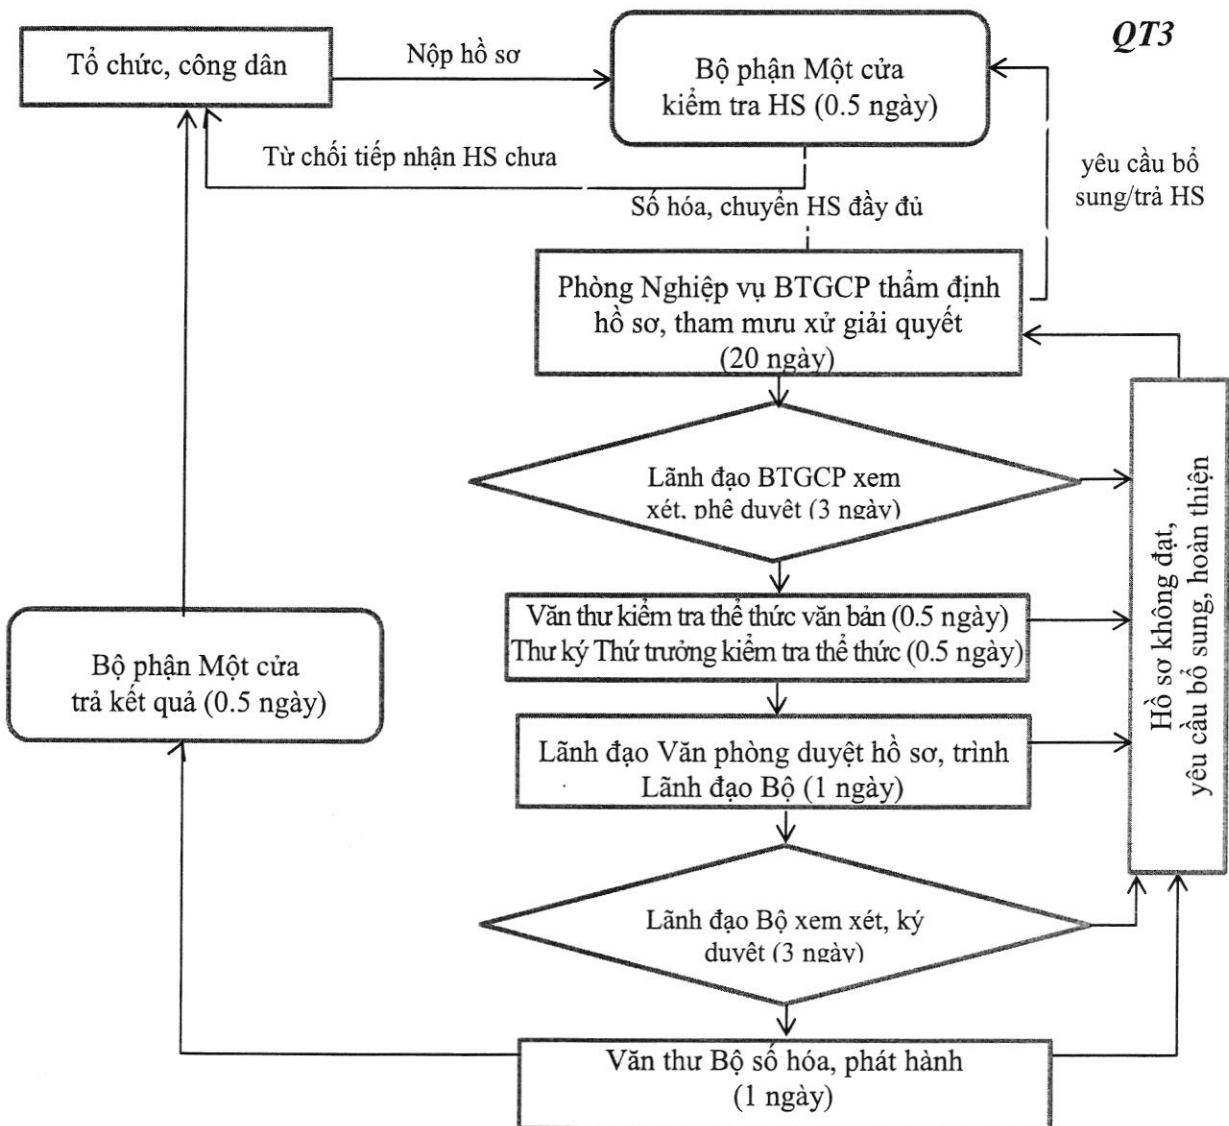 QT3
Tổ chức, công dân
Nộp hồ sơ
Bộ phận Một cửa
kiểm tra HS (0.5 ngày)
Từ chối tiếp nhận HS chưa
yêu cầu bổ
sung/trả HS
Số hóa, chuyển HS đầy đủ
Phòng Nghiệp vụ BTGCP thẩm định
hồ sơ, tham mưu xử giải quyết
(20 ngày)
Lãnh đạo BTGCP xem
xét, phê duyệt (3 ngày)
Hồ sơ không đạt,
yêu cầu bổ sung, hoàn thiện
Văn thư kiểm tra thể thức văn bản (0.5 ngày)
Thư ký Thứ trưởng kiểm tra thể thức (0.5 ngày)
Bộ phận Một cửa
trả kết quả (0.5 ngày)
Lãnh đạo Văn phòng duyệt hồ sơ, trình
Lãnh đạo Bộ (1 ngày)
Lãnh đạo Bộ xem xét, ký
duyệt (3 ngày)
Văn thư Bộ số hóa, phát hành
(1 ngày)